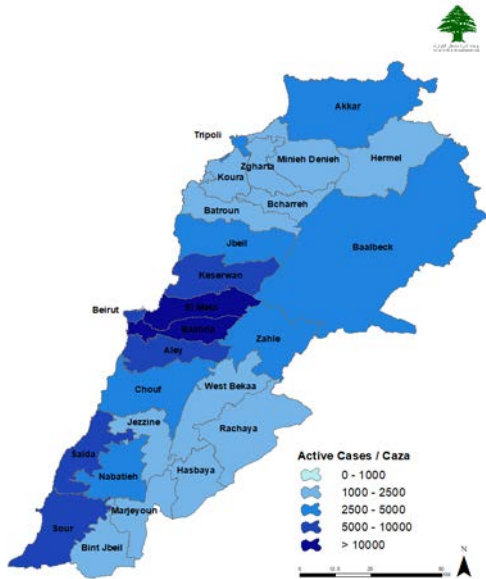 Akkar
Tripoli
Zgharta
Minieh Denieh
Hermel
Koura
Bcharreh
Batroun
Jbeil
Baalbeck
Keserwan
El Metn
Beirut
Baabda
Zahle
Aley
Chouf
West Bekaa
Jezzine
Rachaya
Saida
Nabatieh
Hasbaya
Marjeyoun
Sour
Bint Jbeil
Active Cases / Caza
0 - 1000
1000 - 2500
2500 - 5000
5000 - 10000
> 10000
N